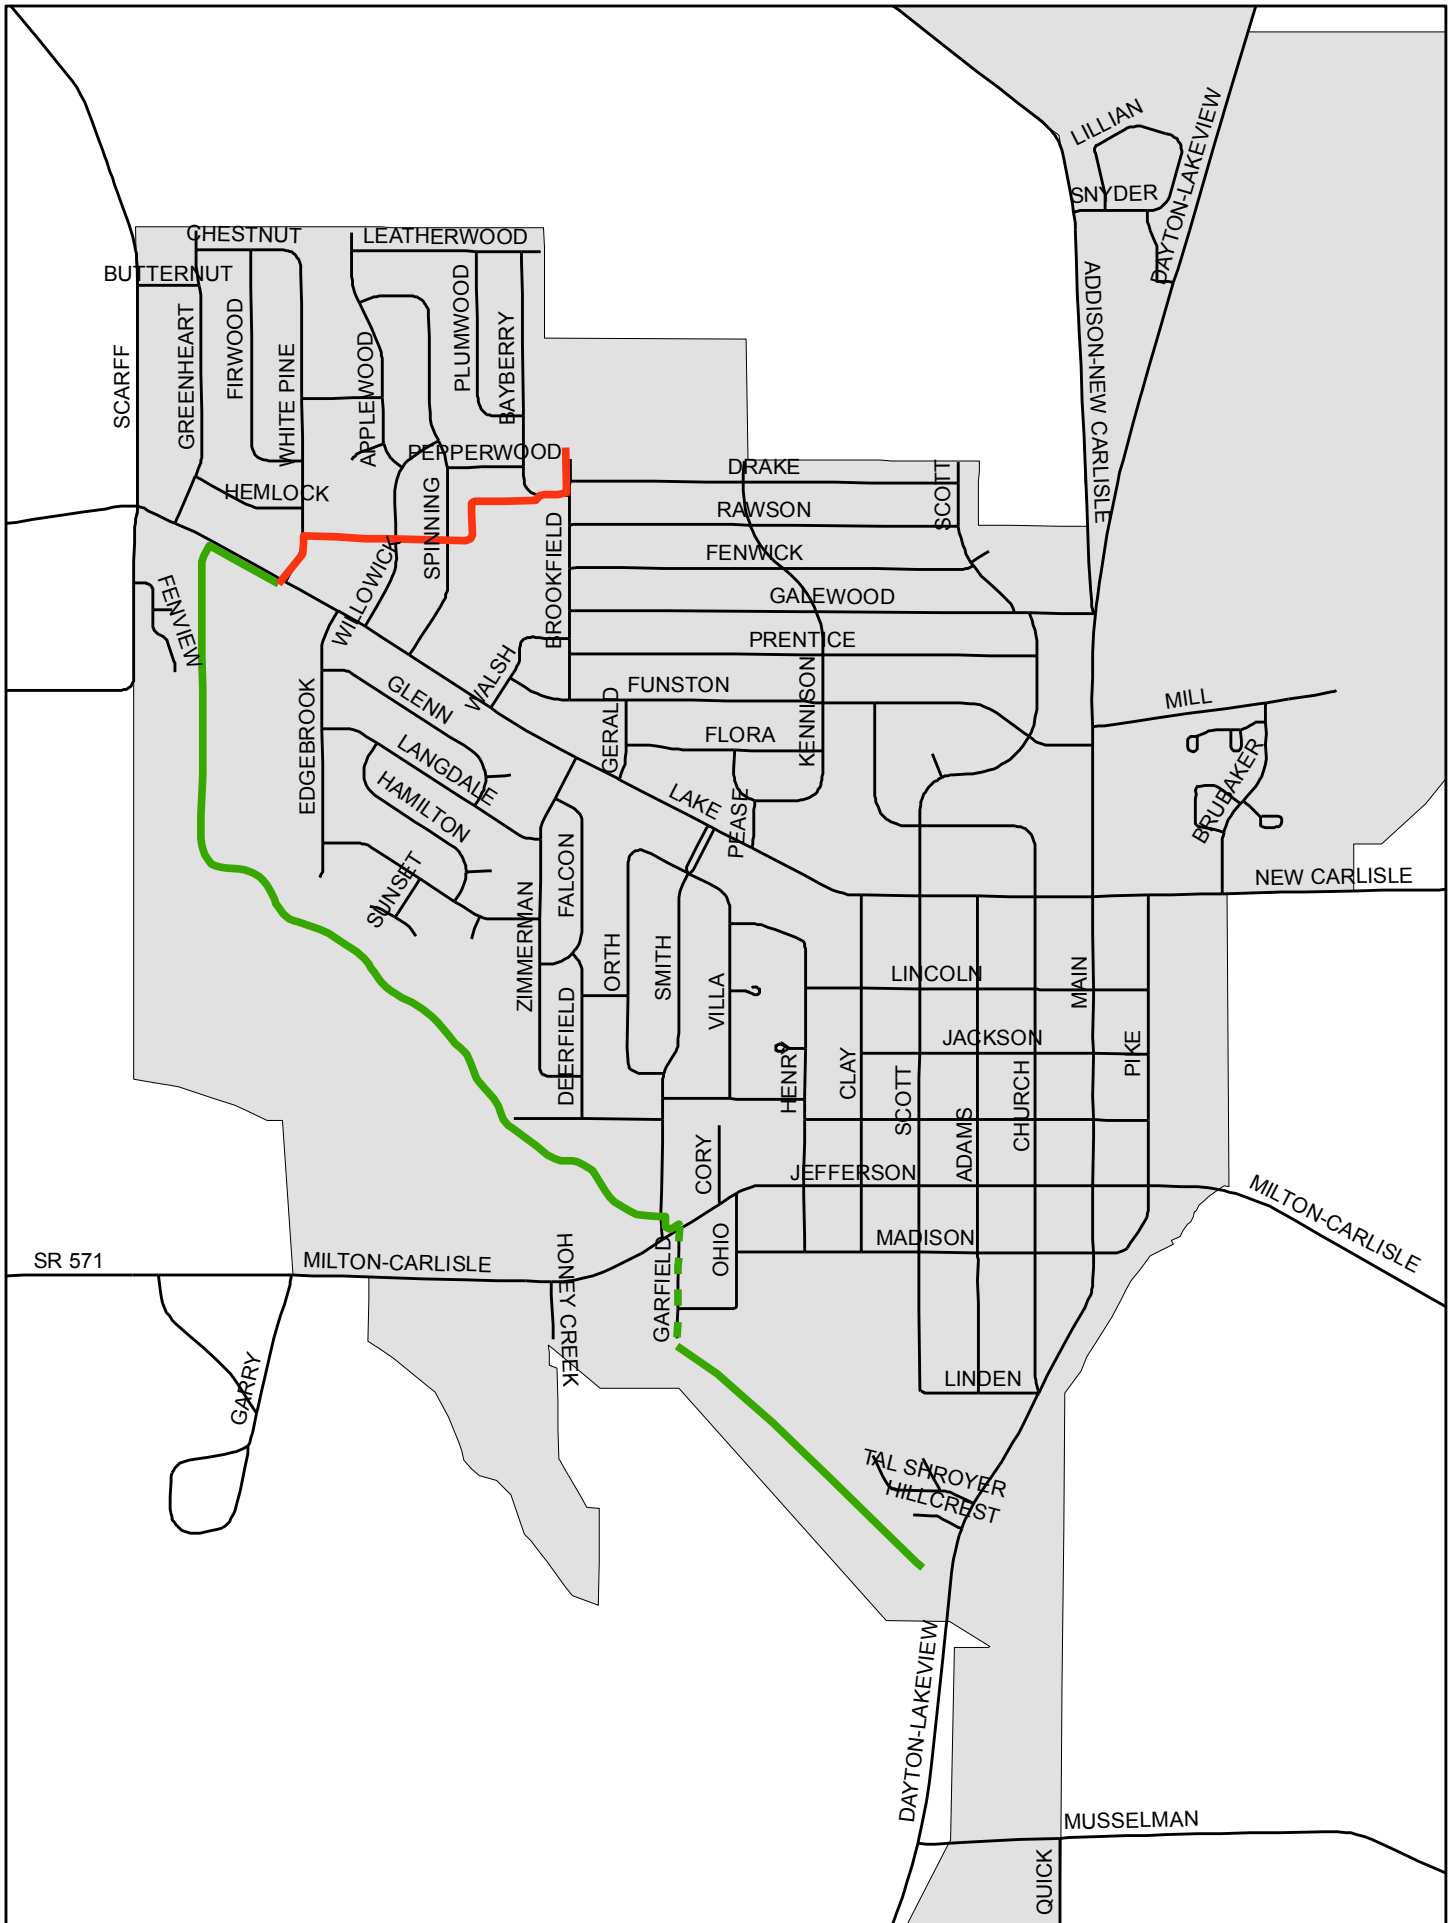 LILLIAN
DAYTON-LAKEVIEW
SNYDER
CHESTNUT
LEATHERWOOD
BUTTERNUT
ADDISON-NEW CARLISLE
SCARFF
GREENHEART
FIRWOOD
WHITE PINE
APPLEWOOD
PLUMWOOD
BAYBERRY
PEPPERWOOD
DRAKE
SCOTT
HEMLOCK
RAWSON
SPINNING
BROOKFIELD
FENWICK
WILLOWICK
GALEWOOD
FENVIEW
PRENTICE
WALSH
FUNSTON
KENNISON
MILL
EDGEBROOK
GLENN
GERALD
FLORA
LANGDALE
HAMILTON
LAKE
PEASE
BRUBAKER
NEW CARLISLE
SUNSET
FALCON
ZIMMERMAN
ORTH
SMITH
VILLA
LINCOLN
MAIN
DEERFIELD
JACKSON
PIKE
HENRY
CLAY
SCOTT
ADAMS
CHURCH
CORY
JEFFERSON
MILTON-CARLISLE
MADISON
OHIO
SR 571
MILTON-CARLISLE
HONEY CREEK
GARFIELD
GARRY
LINDEN
TAL SHROYER
HILLCREST
DAYTON-LAKEVIEW
MUSSELMAN
QUICK